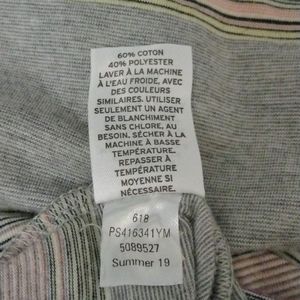 60% COTON
40% POLYESTER
LAVER À LA MACHINE
À L'EAU FROIDE, AVEC
DES COULEURS
SIMILAIRES. UTILISER
SEULEMENT UN AGENT
DE BLANCHIMENT
SANS CHLORE, AU
BESOIN. SÉCHER À LA
MACHINE À BASSE
TEMPÉRATURE.
REPASSER À
TEMPÉRATURE
MOYENNE SI
NÉCESSAIRE.
618
PS416341YM
5089527
Summer 19